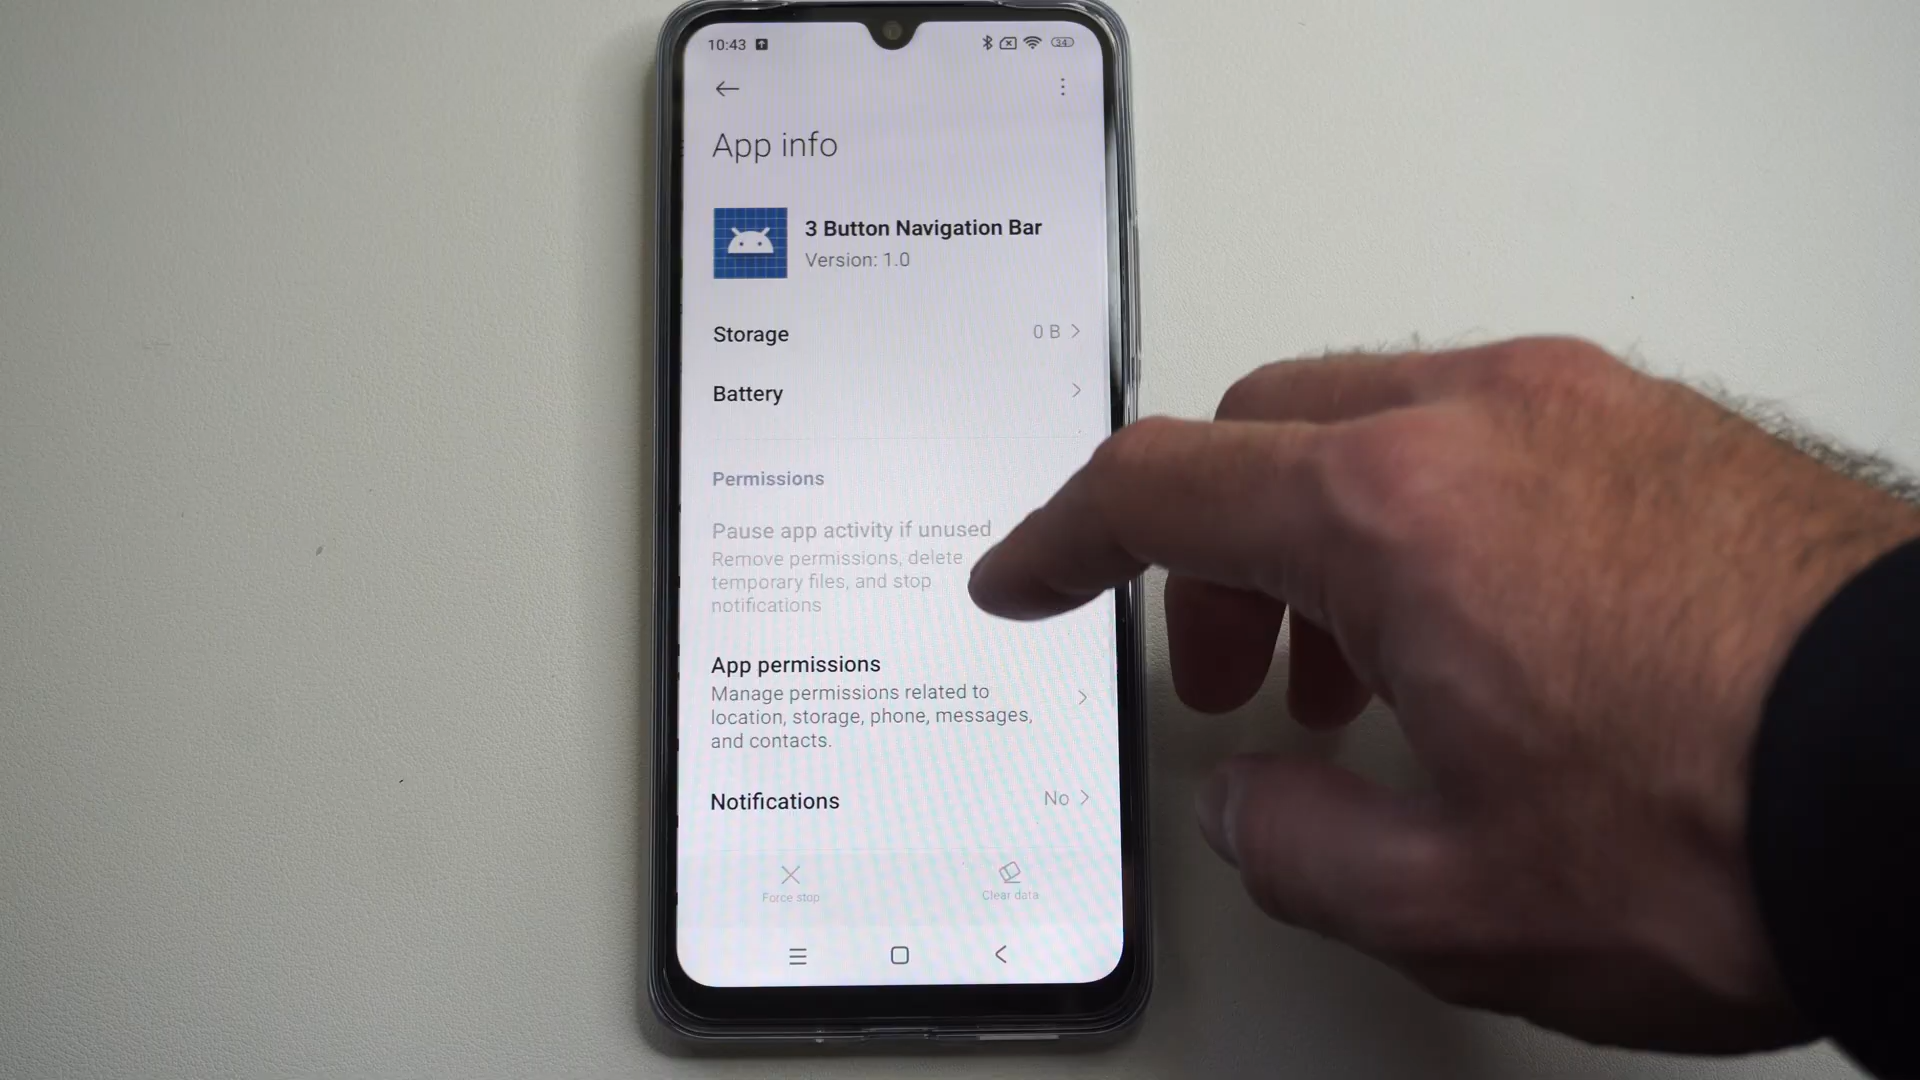 10:43
34
App info
3 Button Navigation Bar
Version: 1.0
Storage
0 B
Battery
Permissions
Pause app activity if unused
Remove permissions, delete
temporary files, and stop
notifications
App permissions
Manage permissions related to
location, storage, phone, messages,
and contacts.
Notifications
No
Force stop
Clear data